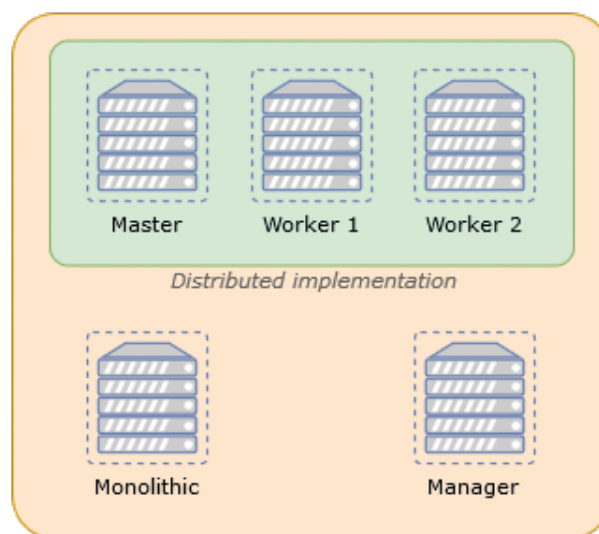 Master Worker 1 Worker 2
Distributed implementation
Monolithic Manager